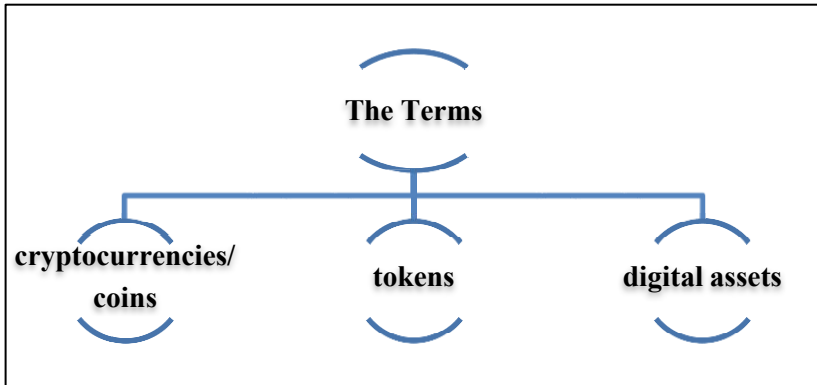 The Terms
cryptocurrencies/
coins
tokens
digital assets